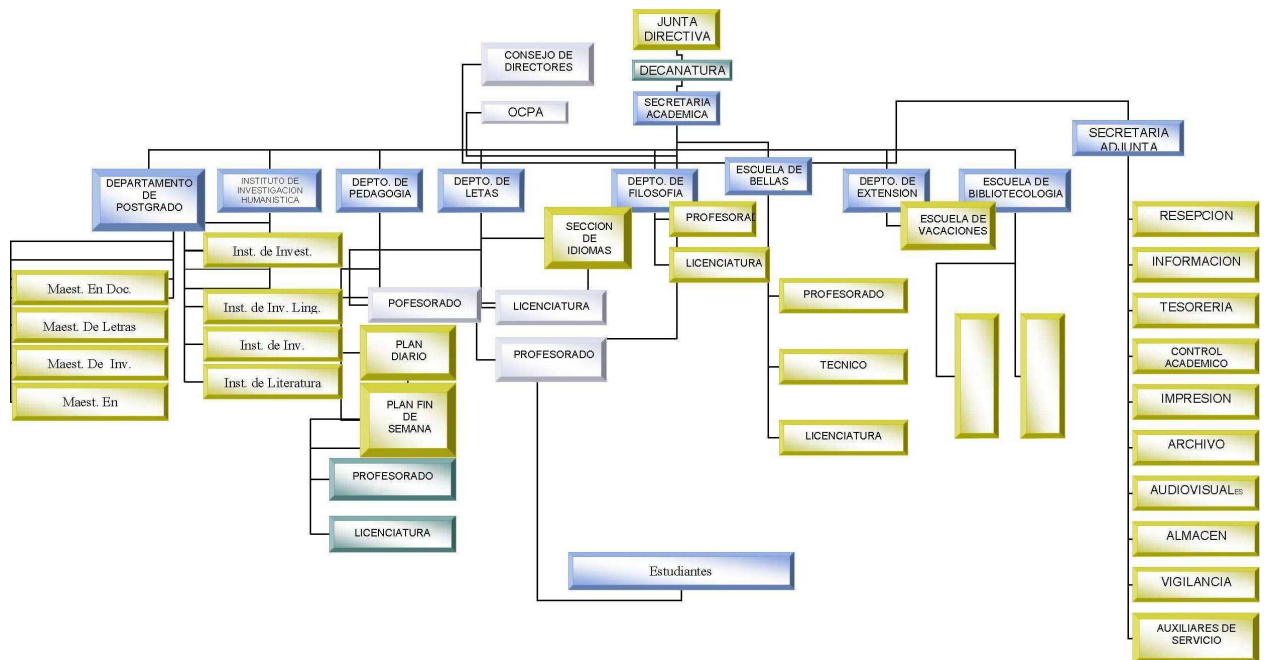 JUNTA
DIRECTIVA
CONSEJO DE
DIRECTORES
DECANATURA
OCPA
SECRETARIA
ACADEMICA
SECRETARIA
ADJUNTA
DEPARTAMENTO
DE
POSTGRADO
INSTITUTO DE
INVESTIGACION
HUMANISTICA
DEPTO. DE
PEDAGOGIA
DEPTO. DE
LETAS
DEPTO. DE
FILOSOFIA
ESCUELA DE
BELLAS
DEPTO. DE
EXTENSION
ESCUELA DE
BIBLIOTECOLOGIA
Inst. de Invest.
Inst. de Inv. Ling.
Inst. de Inv.
Inst. de Literatura
Maest. En Doc.
Maest. De Letras
Maest. De Inv.
Maest. En
POFESORADO
PLAN
DIARIO
PLAN FIN
DE
SEMANA
PROFESORADO
LICENCIATURA
SECCION
DE
IDIOMAS
LICENCIATURA
PROFESORADO
PROFESORAD
LICENCIATURA
PROFESORADO
TECNICO
LICENCIATURA
ESCUELA DE
VACACIONES
Estudiantes
RESEPCION
INFORMACION
TESORERIA
CONTROL
ACADEMICO
IMPRESION
ARCHIVO
AUDIOVISUALES
ALMACEN
VIGILANCIA
AUXILIARES DE
SERVICIO